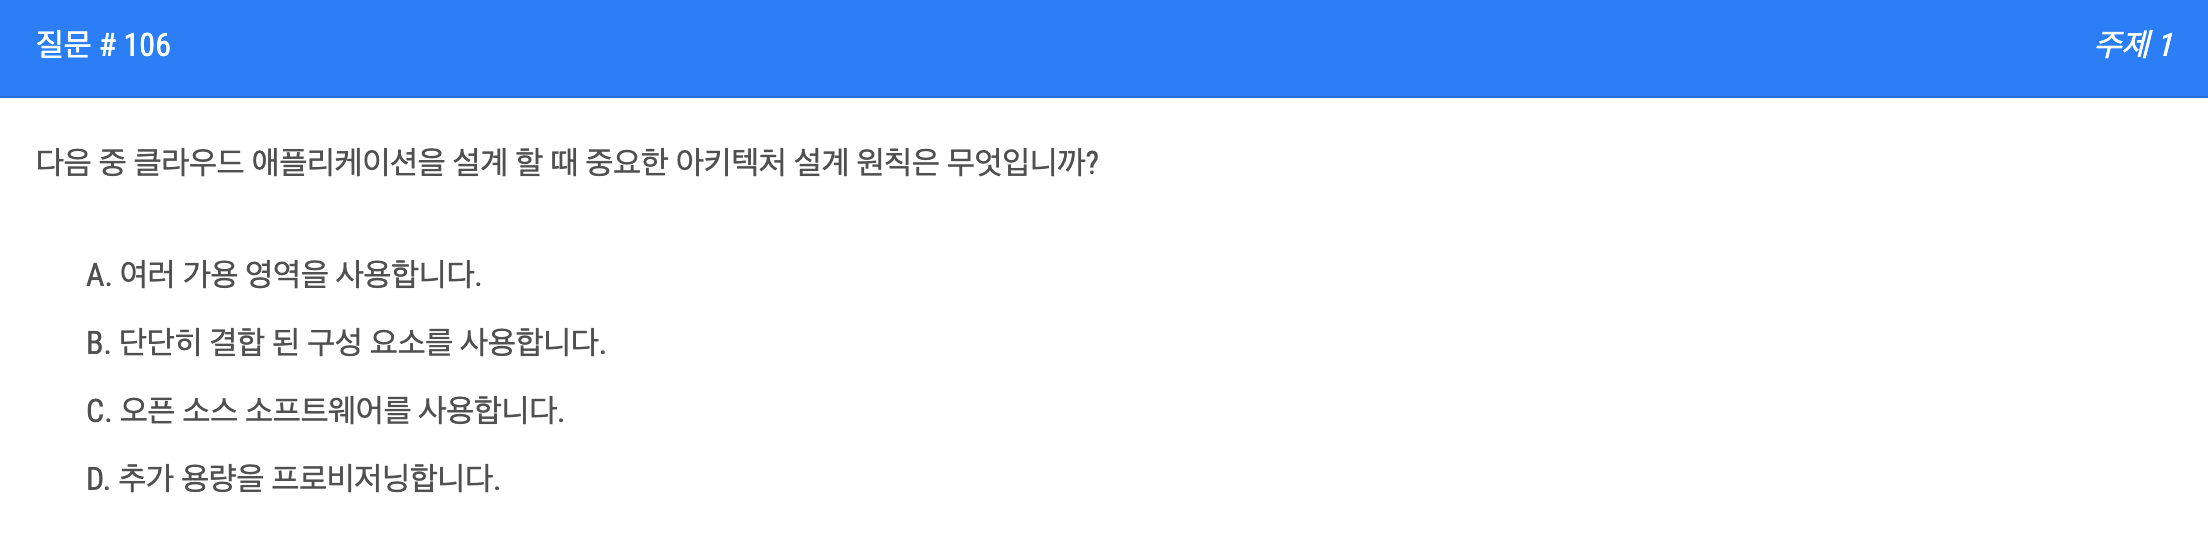 질문 # 106
주제 1
다음 중 클라우드 애플리케이션을 설계 할 때 중요한 아키텍처 설계 원칙은 무엇입니까?
A. 여러 가용 영역을 사용합니다.
B. 단단히 결합 된 구성 요소를 사용합니다.
C. 오픈 소스 소프트웨어를 사용합니다.
D. 추가 용량을 프로비저닝합니다.